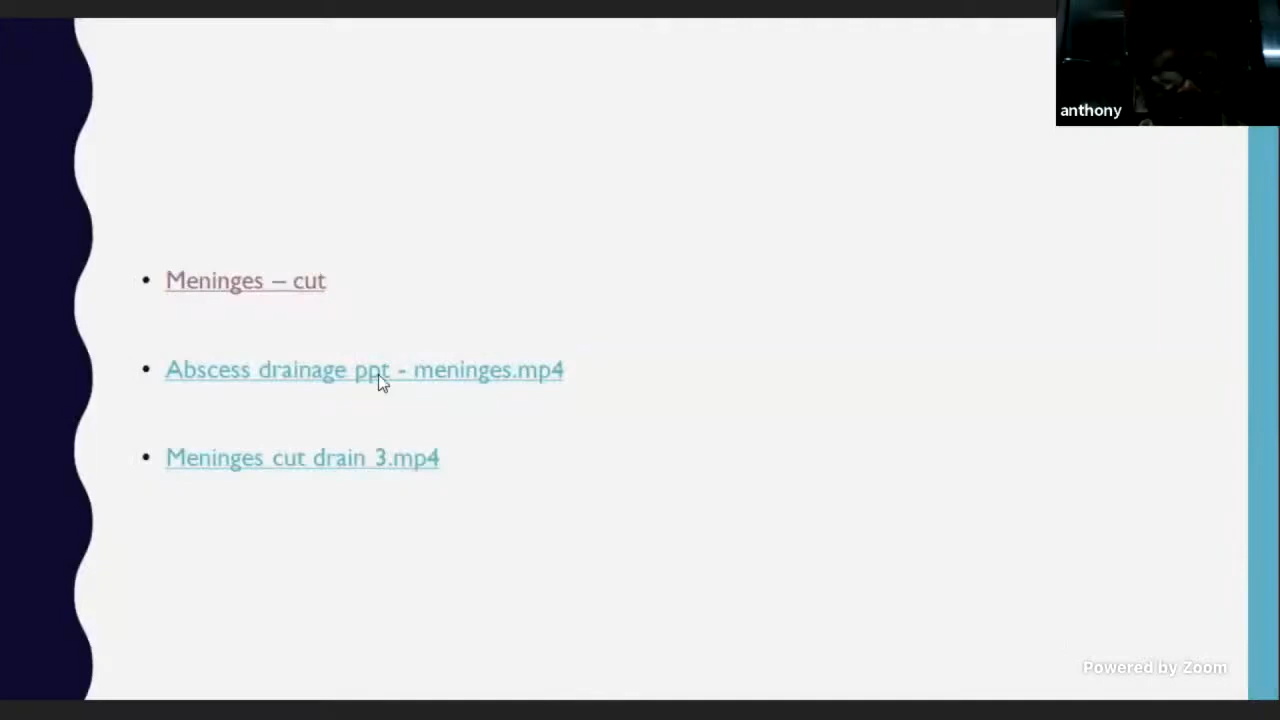 anthony
• Meninges – cut
• Abscess drainage ppt - meninges.mp4
• Meninges cut drain 3.mp4
Powered by Zoom